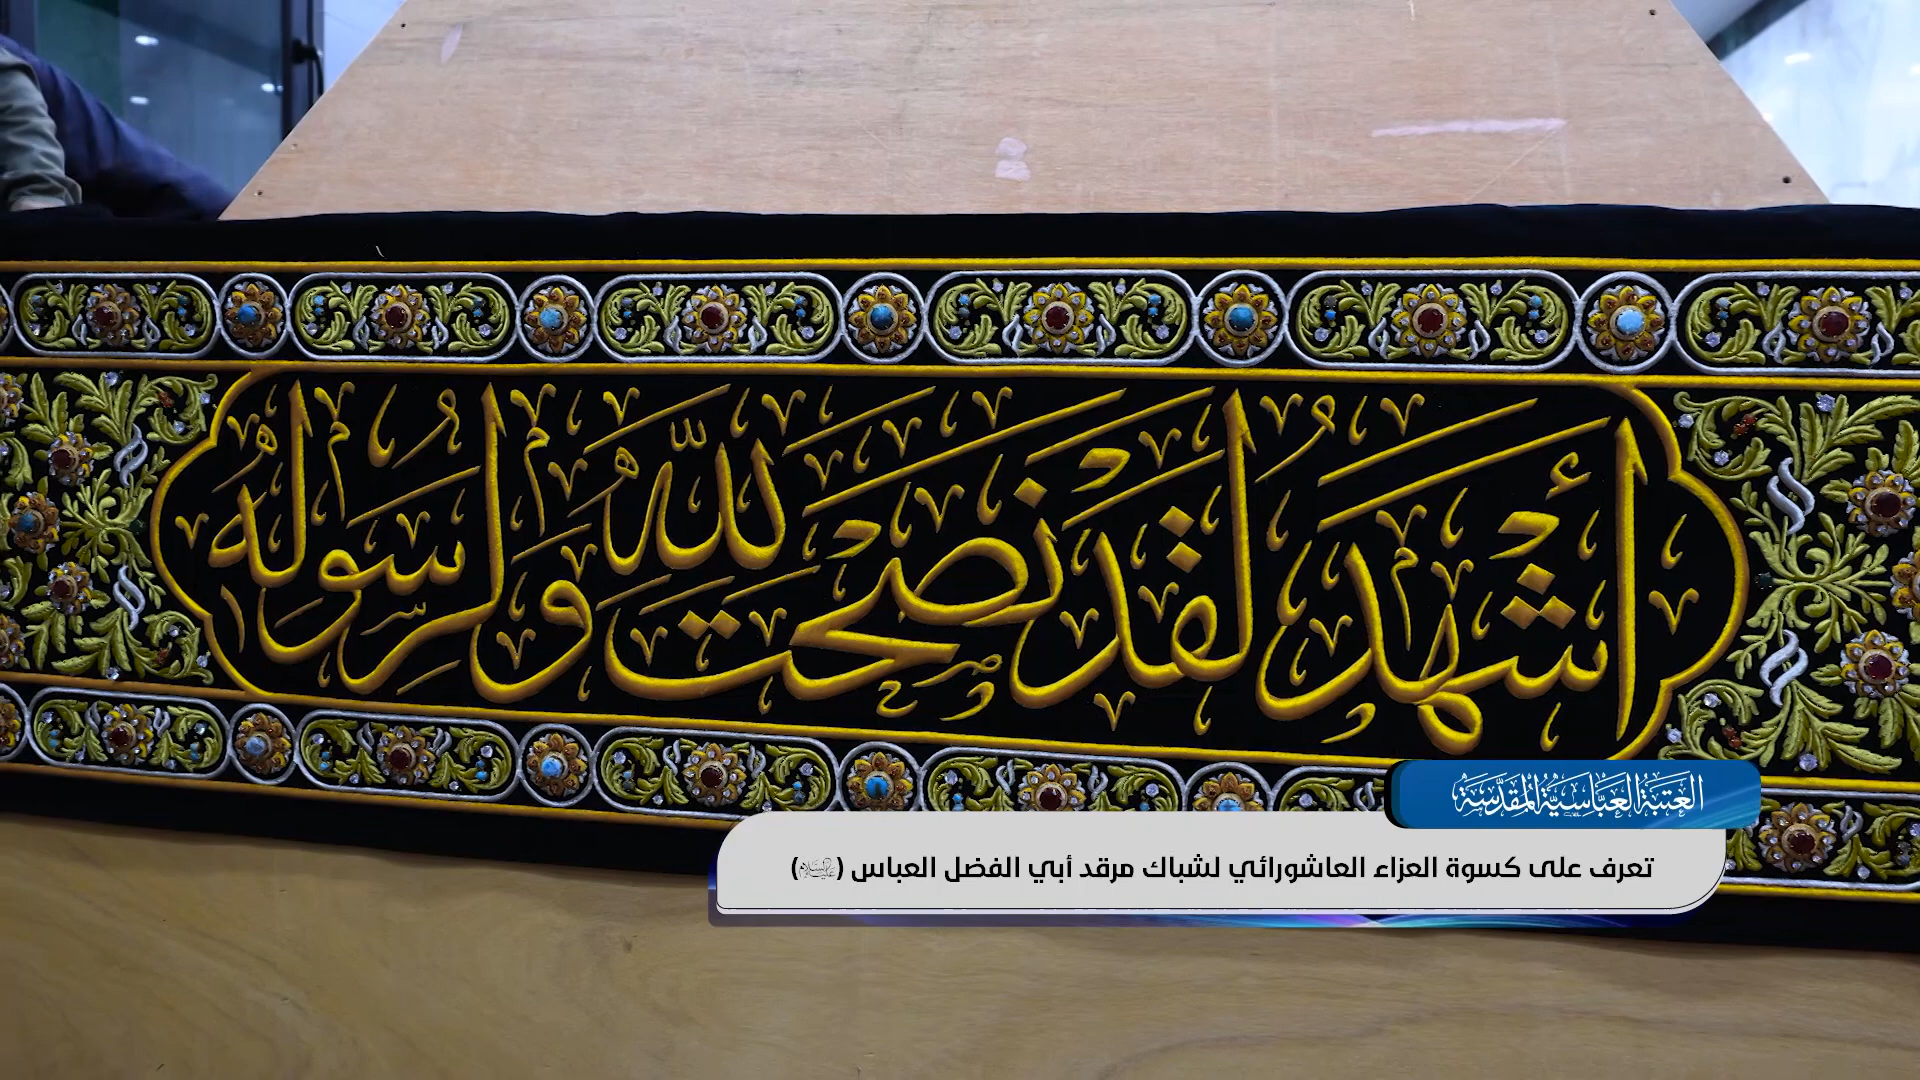 أشهد لقد نصحت لله ولرسوله
العتبة العباسية المقدسة
تعرف على كسوة العزاء العاشورائي لشباك مرقد أبي الفضل العباس (عليه السلام)